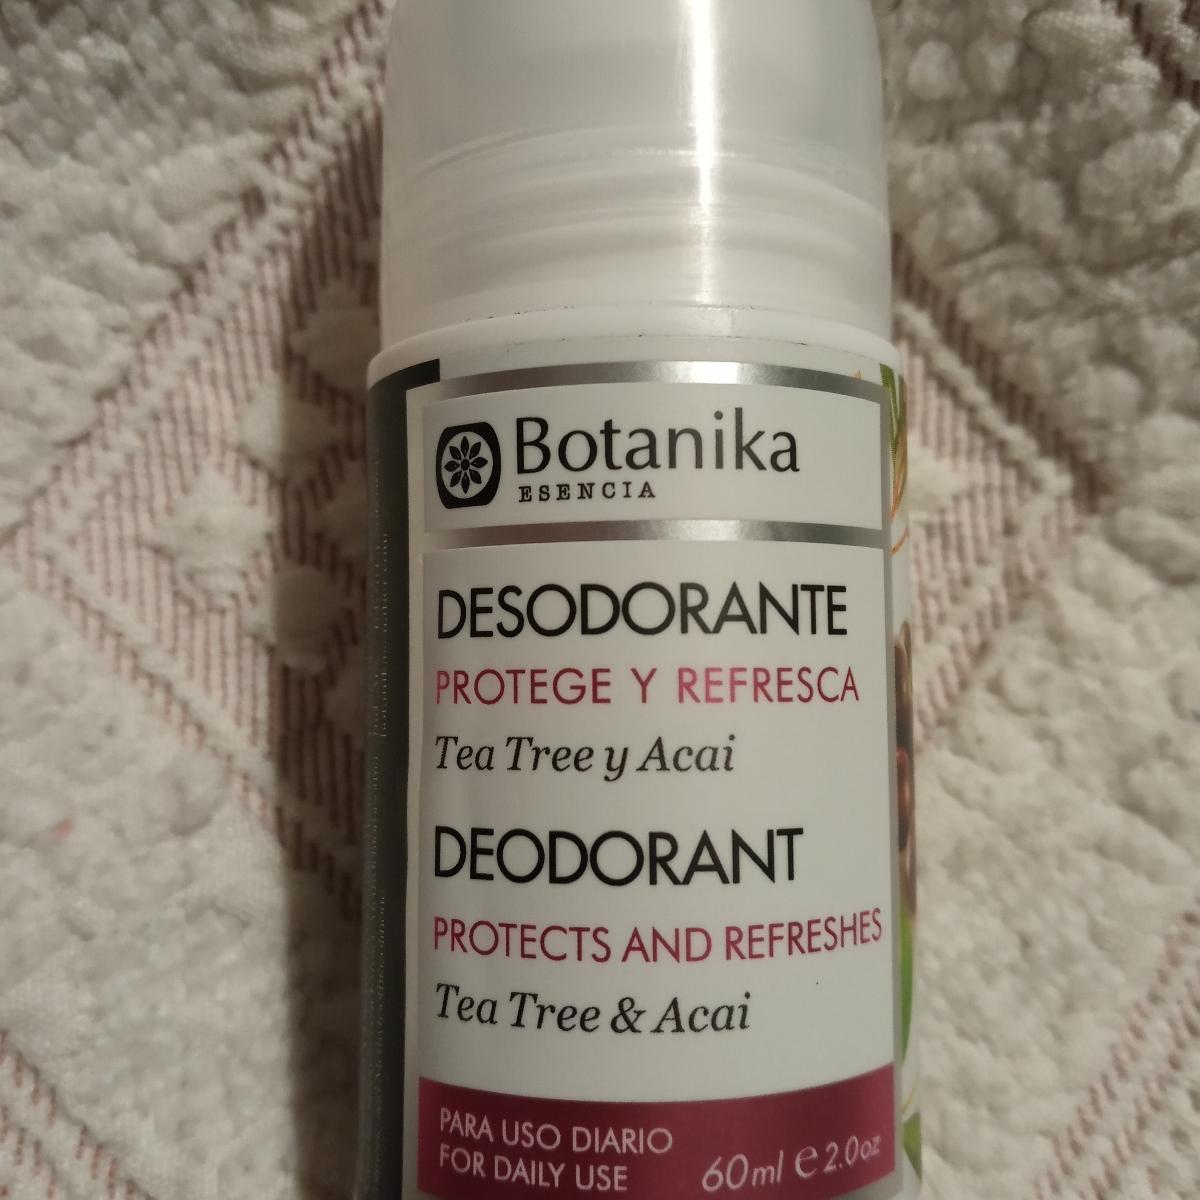 Botanika
ESENCIA
DESODORANTE
PROTEGE Y REFRESCA
Tea Tree y Acai
DEODORANT
PROTECTS AND REFRESHES
Tea Tree & Acai
PARA USO DIARIO
FOR DAILY USE
60ml ℮ 2.0oz